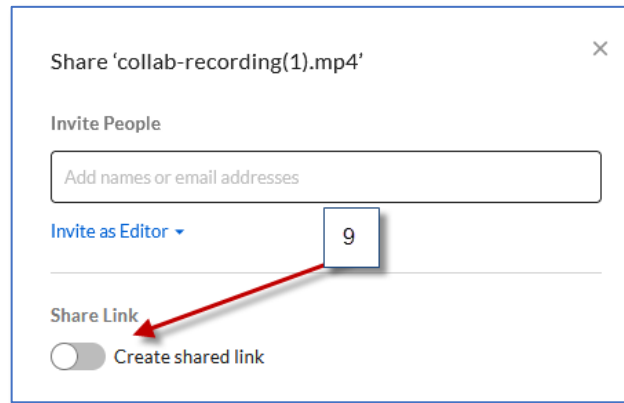 Share 'collab-recording(1).mp4'
×
Invite People
Add names or email addresses
Invite as Editor
9
Share Link
Create shared link